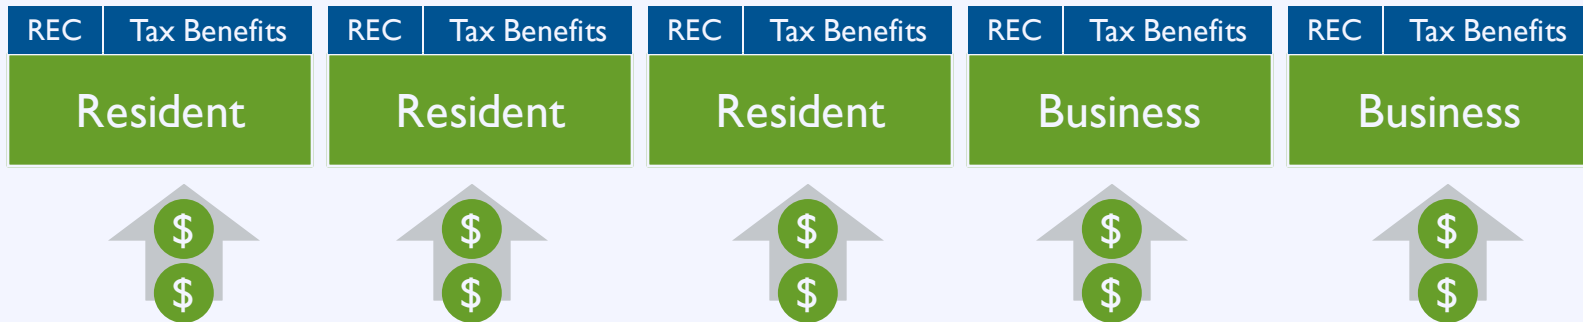 REC Tax Benefits REC Tax Benefits REC Tax Benefits REC Tax Benefits REC Tax Benefits
Resident Resident Resident Business Business
$ $ $ $ $
$ $ $ $ $